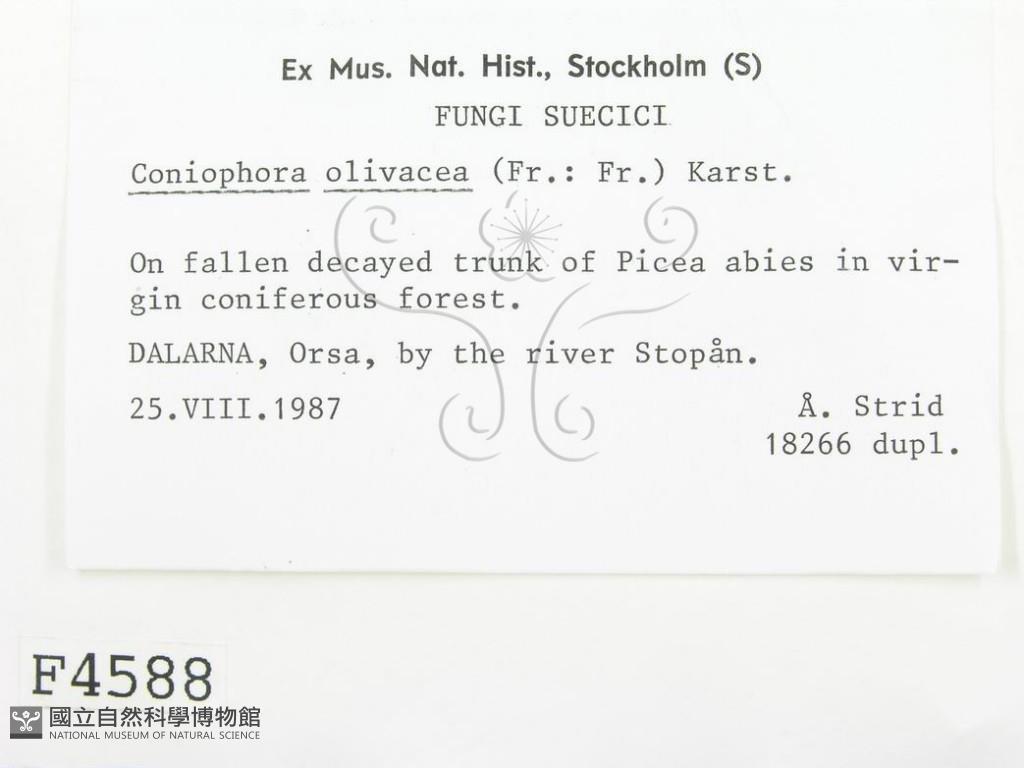 Ex Mus. Nat. Hist., Stockholm (S)
FUNGI SUECICI
Coniophora olivacea (Fr.: Fr.) Karst.
On fallen decayed trunk of Picea abies in vir-
gin coniferous forest.
DALARNA, Orsa, by the river Stopån.
25.VIII.1987
Å. Strid
18266 dupl.
F4588
國立自然科學博物館
NATIONAL MUSEUM OF NATURAL SCIENCE